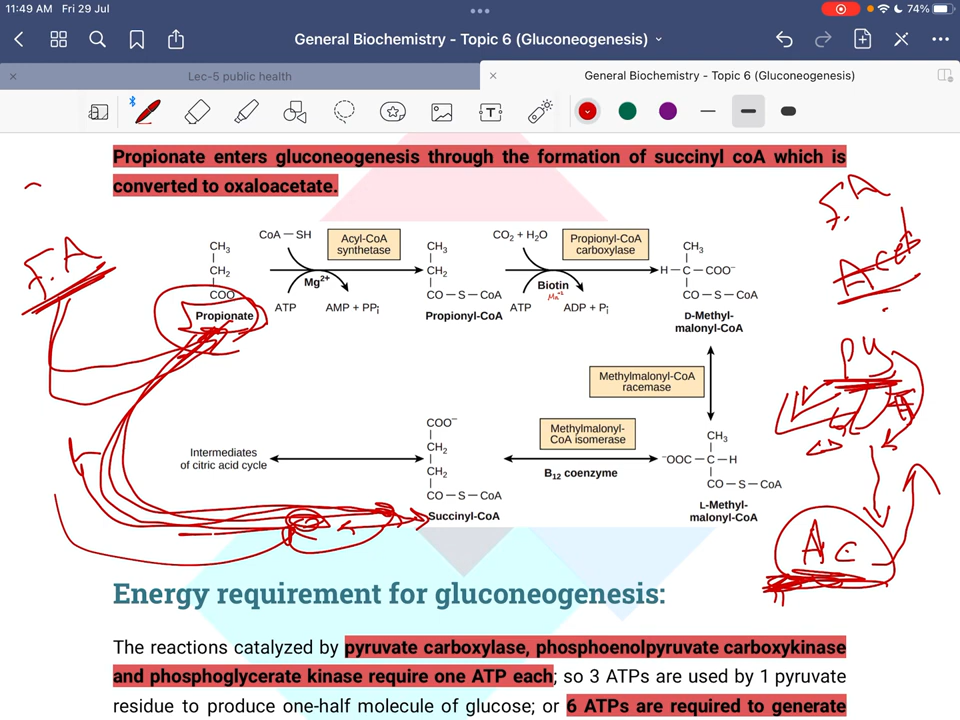 11:49 AM Fri 29 Jul
74%
General Biochemistry - Topic 6 (Gluconeogenesis)
Lec-5 public health
General Biochemistry - Topic 6 (Gluconeogenesis)
Propionate enters gluconeogenesis through the formation of succinyl coA which is
converted to oxaloacetate.
F.A
F.A
CoA — SH
Acyl-CoA
synthetase
CO₂ + H₂O
Propionyl-CoA
carboxylase
CH₃
CH₂
COO⁻
Propionate
Mg²⁺
ATP
AMP + PPᵢ
CH₃
CH₂
CO — S — CoA
Propionyl-CoA
Biotin
ATP
ADP + Pᵢ
CH₃
H — C — COO⁻
CO — S — CoA
D-Methyl-
malonyl-CoA
Methylmalonyl-CoA
racemase
Py
Intermediates
of citric acid cycle
COO⁻
CH₂
CH₂
CO — S — CoA
Succinyl-CoA
Methylmalonyl-
CoA isomerase
B₁₂ coenzyme
CH₃
⁻OOC — C — H
CO — S — CoA
L-Methyl-
malonyl-CoA
Ac
Energy requirement for gluconeogenesis:
The reactions catalyzed by pyruvate carboxylase, phosphoenolpyruvate carboxykinase
and phosphoglycerate kinase require one ATP each; so 3 ATPs are used by 1 pyruvate
residue to produce one-half molecule of glucose; or 6 ATPs are required to generate